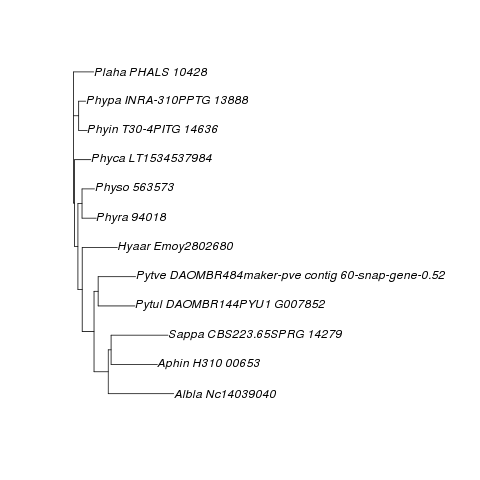 Plaha PHALS 10428
Phypa INRA-310PPTG 13888
Phyin T30-4PITG 14636
Phyca LT1534537984
Physo 563573
Phyra 94018
Hyaar Emoy2802680
Pytve DAOMBR484maker-pve contig 60-snap-gene-0.52
Pytul DAOMBR144PYU1 G007852
Sappa CBS223.65SPRG 14279
Aphin H310 00653
Albla Nc14039040